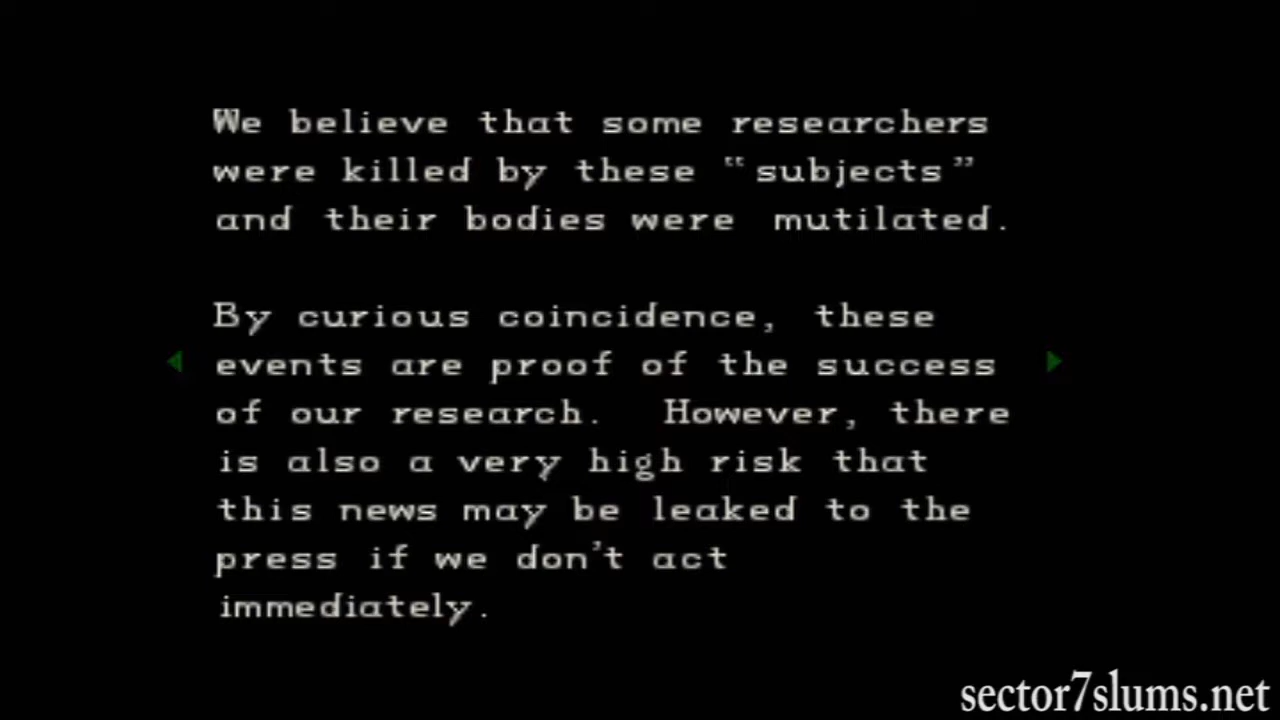 We believe that some researchers
were killed by these “subjects”
and their bodies were mutilated.
By curious coincidence, these
events are proof of the success
of our research. However, there
is also a very high risk that
this news may be leaked to the
press if we don't act
immediately.
sector7slums.net